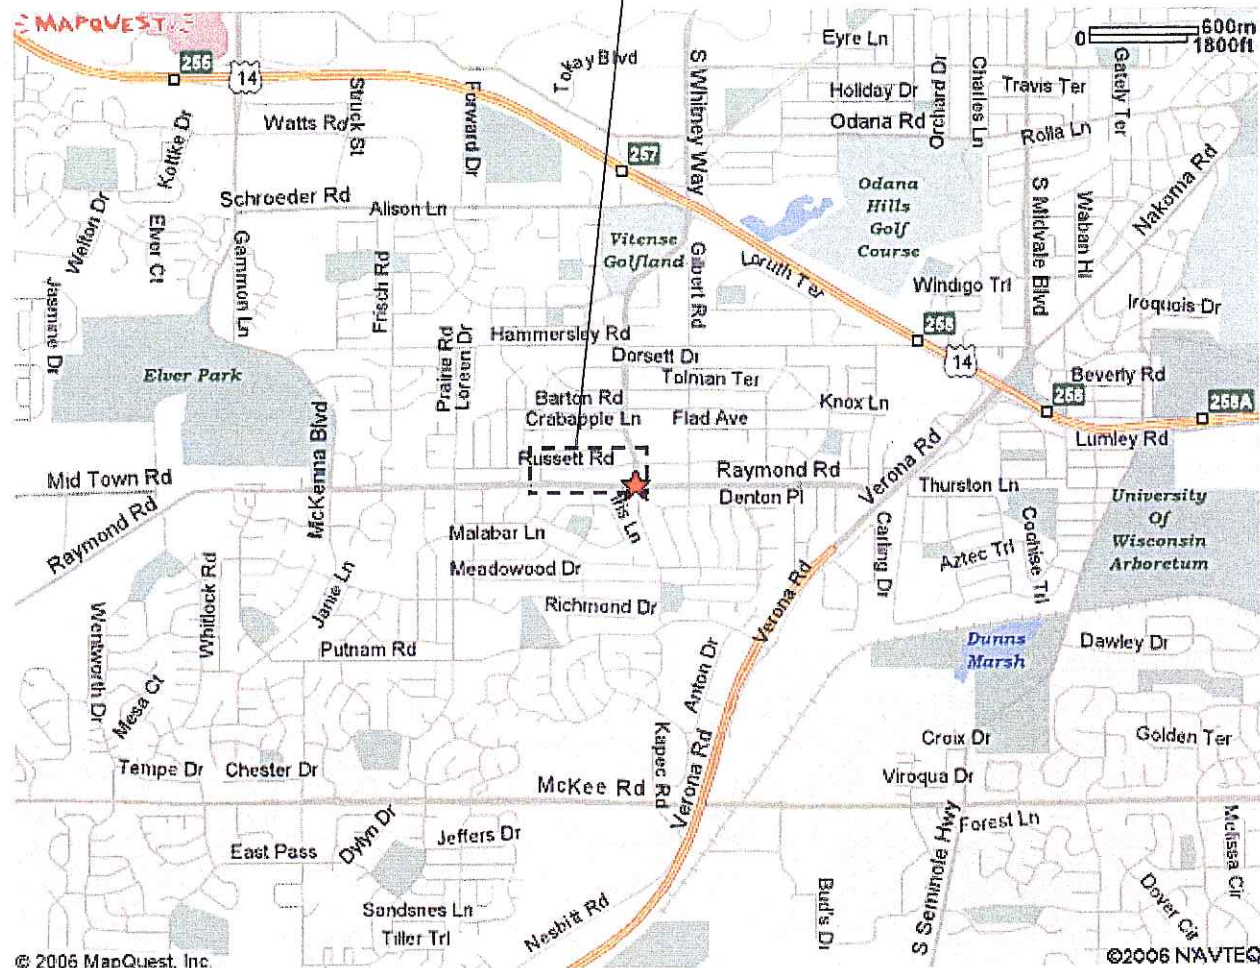 MAPQUEST
600m
0
1800ft
255
14
Tokay Blvd
S Whitney Way
Eyre Ln
Orchard Dr
Charles Ln
Travis Ter
Gately Ter
Holiday Dr
Odana Rd
Rolla Ln
Kottke Dr
Struck St
Watts Rd
Forward Dr
257
Nakoma Rd
Schroeder Rd
Alison Ln
Odana
Hills
Golf
Course
S Midvale Blvd
Waban Hl
Welton Dr
Elver Ct
Gammon Ln
Vitense
Golfland
Gilbert Rd
Loruth Ter
Windigo Trl
Iroquois Dr
Jasmine Dr
Frisch Rd
Hammersley Rd
Prairie Rd
Loreen Dr
Dorsett Dr
Tolman Ter
14
Elver Park
Beverly Rd
Barton Rd
Crabapple Ln
Flad Ave
Knox Ln
Lumley Rd
McKenna Blvd
Russett Rd
Raymond Rd
Verona Rd
Mid Town Rd
Denton Pl
Thurston Ln
University
Of
Wisconsin
Arboretum
Raymond Rd
Malabar Ln
Carling Dr
Aztec Trl
Cochise Trl
Meadowood Dr
Whitlock Rd
Janie Ln
Richmond Dr
Verona Rd
Wentworth Dr
Putnam Rd
Dunns
Marsh
Dawley Dr
Anton Dr
Mesa Ct
Kapec Rd
Verona Rd
Croix Dr
Golden Ter
Tempe Dr
Chester Dr
McKee Rd
Viroqua Dr
Forest Ln
Dylyn Dr
Jeffers Dr
East Pass
S Seminole Hwy
Melissa Cir
Bud's Dr
Dover Cir
Sandsnes Ln
Nesbitt Rd
Tiller Trl
© 2006 MapQuest, Inc.
©2006 NAVTEQ